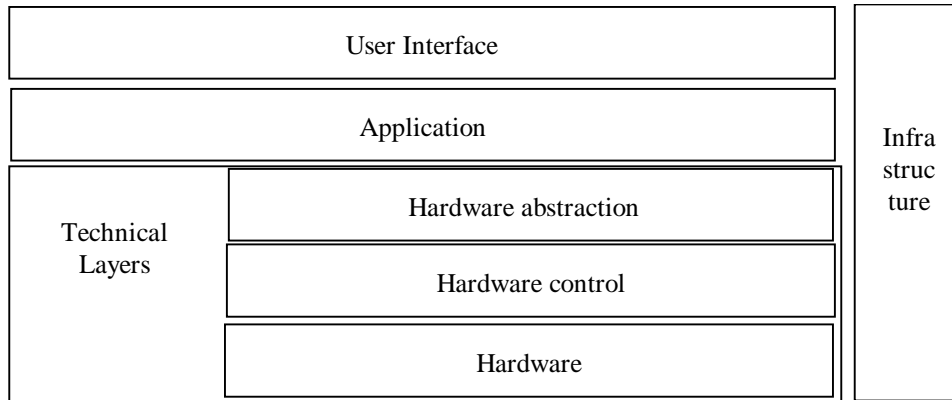 User Interface
Application
Technical
Layers
Hardware abstraction
Hardware control
Hardware
Infra
struc
ture